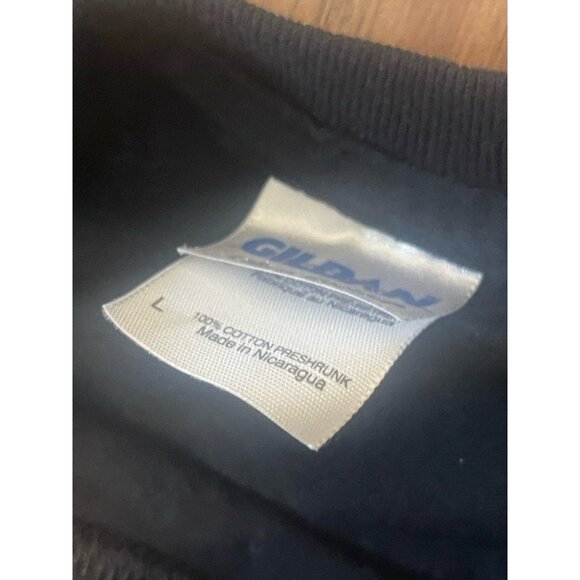 GILDAN
L
100% COTTON PRESHRUNK
Made in Nicaragua